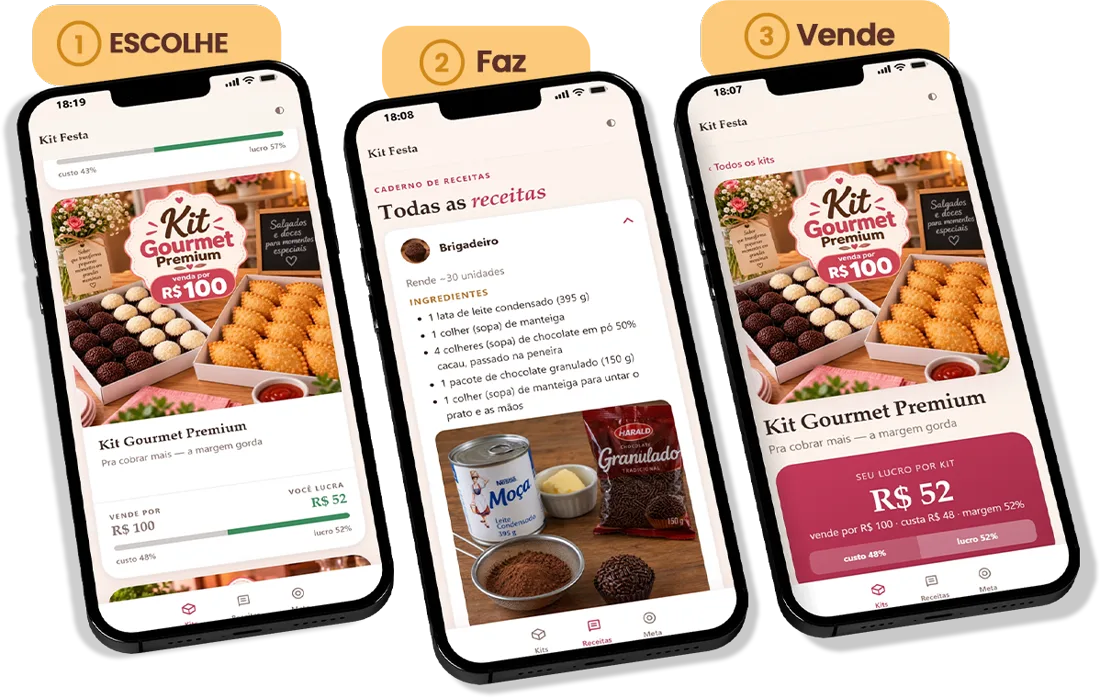 1 ESCOLHE
18:19
Kit Festa
custo 43%
lucro 57%
Kit
Gourmet
Premium
venda por
R$100
Salgados
e doces
para momentos
especiais
Kit Gourmet Premium
Pra cobrar mais — a margem gorda
VENDE POR
R$ 100
VOCÊ LUCRA
R$ 52
custo 48%
lucro 52%
Kits
2 Faz
18:08
Kit Festa
CADERNO DE RECEITAS
Todas as receitas
Brigadeiro
Rende ~30 unidades
INGREDIENTES
• 1 lata de leite condensado (395 g)
• 1 colher (sopa) de manteiga
• 4 colheres (sopa) de chocolate em pó 50%
cacau, passado na peneira
• 1 pacote de chocolate granulado (150 g)
• 1 colher (sopa) de manteiga para untar o
prato e as mãos
NESTLÉ
Moça
Leite
Condensado
395 g
HARALD
CHOCOLATE
Granulado
TRADICIONAL
150 g
Kits
Receitas
Meta
3 Vende
18:07
Kit Festa
‹ Todos os kits
Kit
Gourmet
Premium
venda por
R$100
Salgados
e doces
para momentos
especiais
Kit Gourmet Premium
Pra cobrar mais — a margem gorda
SEU LUCRO POR KIT
R$ 52
vende por R$ 100 · custa R$ 48 · margem 52%
custo 48%
lucro 52%
Kits
Receitas
Meta